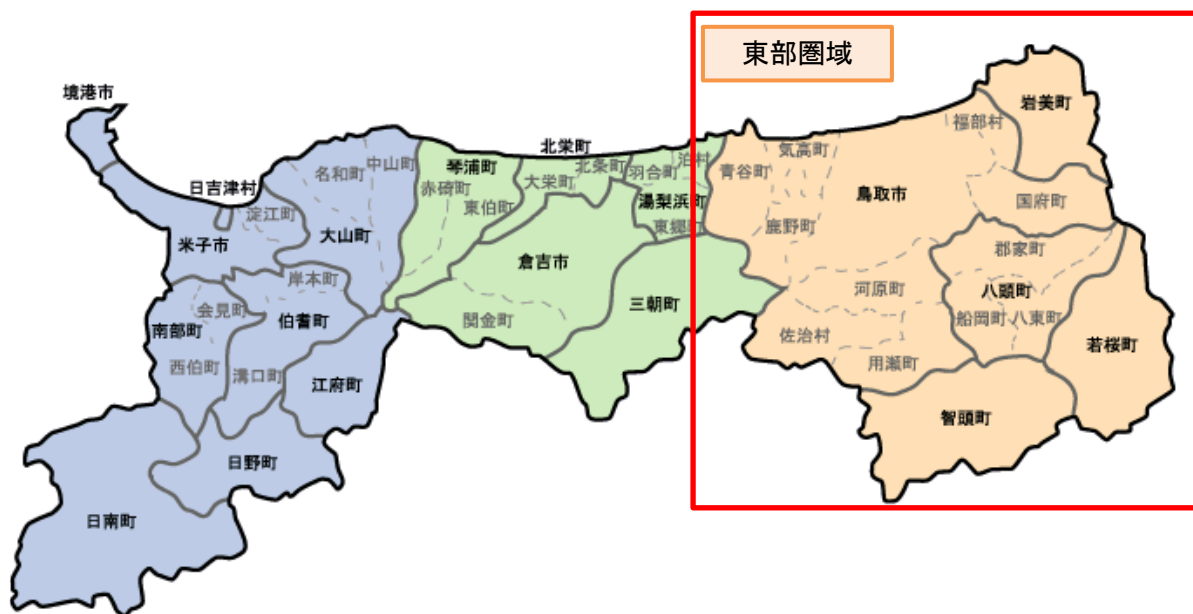 東部圏域
境港市
岩美町
福部村
北栄町
中山町
琴浦町
北条町
泊村
気高町
名和町
大栄町
羽合町
青谷町
日吉津村
赤碕町
鳥取市
湯梨浜町
国府町
淀江町
東伯町
東郷町
鹿野町
米子市
大山町
郡家町
倉吉市
岸本町
河原町
八頭町
会見町
三朝町
南部町
伯耆町
関金町
船岡町
八東町
佐治村
若桜町
西伯町
溝口町
用瀬町
江府町
智頭町
日野町
日南町